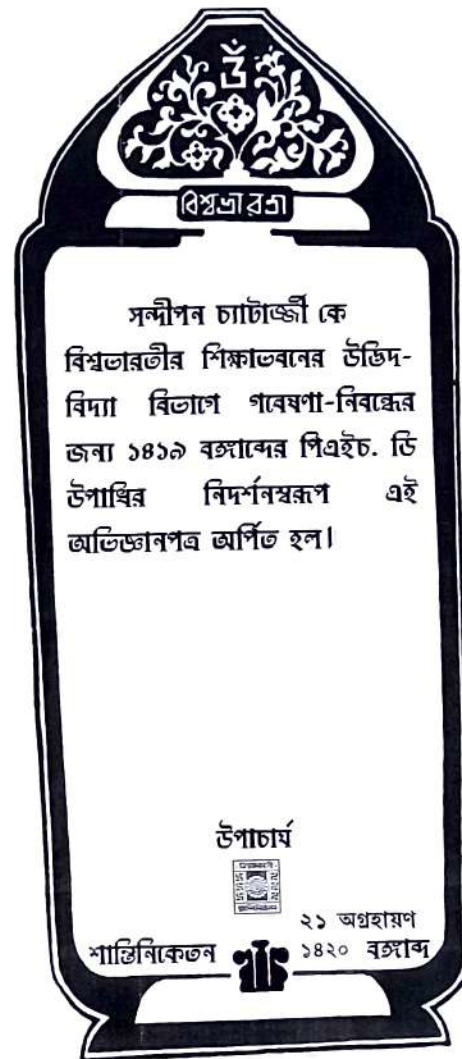 ওঁ
বিশ্বভারতী
সন্দীপন চ্যাটার্জ্জী কে
বিশ্বভারতীর শিক্ষাভবনের উদ্ভিদ-
বিদ্যা বিভাগে গবেষণা-নিবন্ধের
জন্য ১৪১৯ বঙ্গাব্দের পিএইচ. ডি
উপাধির নিদর্শনস্বরূপ এই
অভিজ্ঞানপত্র অর্পিত হল।
উপাচার্য
২১ অগ্রহায়ণ
শান্তিনিকেতন ১৪২০ বঙ্গাব্দ